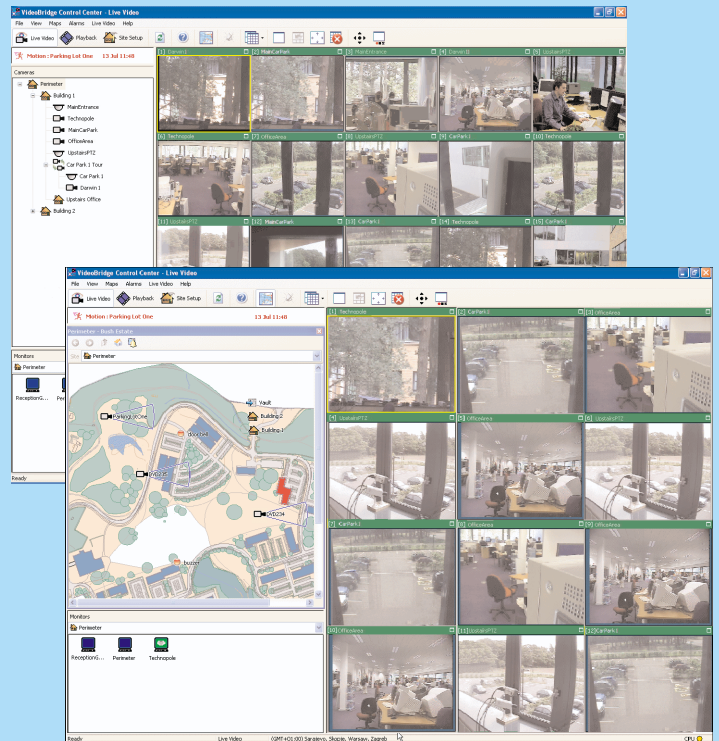 VideoBridge Control Center - Live Video
File View Maps Alarms Live Video Help
Live Video Playback Site Setup
Motion : Parking Lot One 13 Jul 11:48
[1] Darwin1
[2] MainCarPark
[3] MainEntrance
[4] Darwin1
[5] UpstairsPTZ
Cameras
Perimeter
Building 1
MainEntrance
Technopole
MainCarPark
OfficeArea
UpstairsPTZ
Car Park 1 Tour
Car Park 1
Darwin 1
Upstairs Office
Building 2
[6] Technopole
[7] OfficeArea
[8] UpstairsPTZ
[9] CarPark1
[10] Technopole
[11] UpstairsPTZ
[12] MainCarPark
[13] CarPark1
[14] Technopole
[15] CarPark1
Monitors
Perimeter
ReceptionG...
Ready
VideoBridge Control Center - Live Video
File View Maps Alarms Live Video Help
Live Video Playback Site Setup
Motion : Parking Lot One 13 Jul 11:48
Perimeter - Bush Estate
Site Perimeter
Vault
Building 2
Building 1
ParkingLotOne
doorbell
DVD234
buzzer
Monitors
Perimeter
ReceptionG... Perimeter Technopole
[1] Technopole
[2] CarPark1
[3] OfficeArea
[4] UpstairsPTZ
[5] OfficeArea
[6] UpstairsPTZ
[7] CarPark1
[8] OfficeArea
[9] OfficeArea
[10] OfficeArea
[11] UpstairsPTZ
[12] CarPark1
Ready Live Video (GMT+01:00) Sarajevo, Skopje, Warsaw, Zagreb CPU